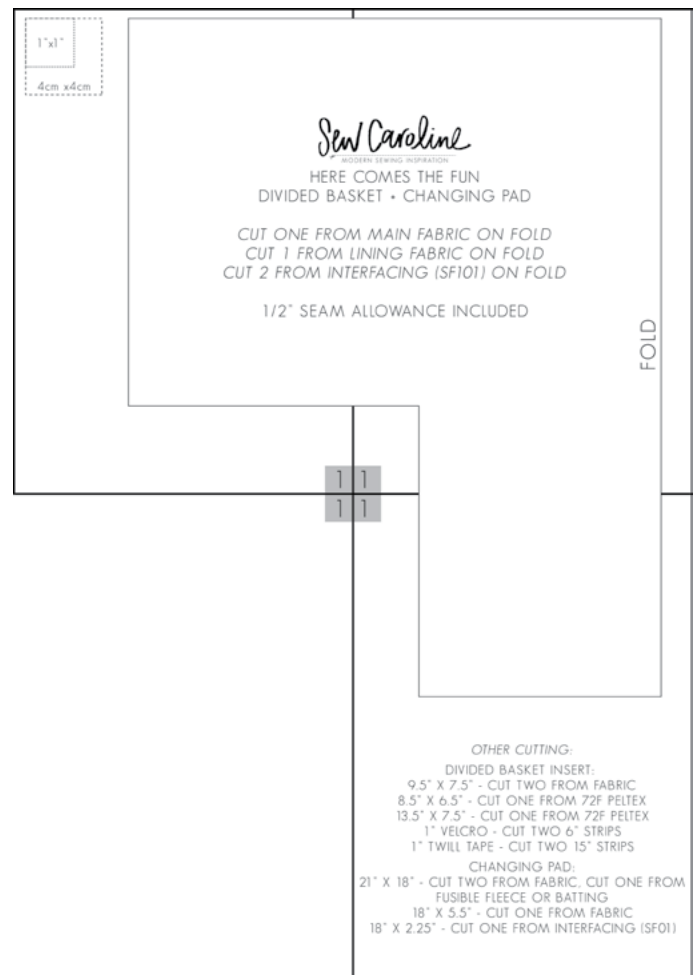 1"x1"
4cm x4cm
Sew Caroline
MODERN SEWING INSPIRATION
HERE COMES THE FUN
DIVIDED BASKET • CHANGING PAD
CUT ONE FROM MAIN FABRIC ON FOLD
CUT 1 FROM LINING FABRIC ON FOLD
CUT 2 FROM INTERFACING (SF101) ON FOLD
1/2" SEAM ALLOWANCE INCLUDED
FOLD
1 1
1 1
OTHER CUTTING:
DIVIDED BASKET INSERT:
9.5" X 7.5" - CUT TWO FROM FABRIC
8.5" X 6.5" - CUT ONE FROM 72F PELTEX
13.5" X 7.5" - CUT ONE FROM 72F PELTEX
1" VELCRO - CUT TWO 6" STRIPS
1" TWILL TAPE - CUT TWO 15" STRIPS
CHANGING PAD:
21" X 18" - CUT TWO FROM FABRIC, CUT ONE FROM
FUSIBLE FLEECE OR BATTING
18" X 5.5" - CUT ONE FROM FABRIC
18" X 2.25" - CUT ONE FROM INTERFACING (SF01)